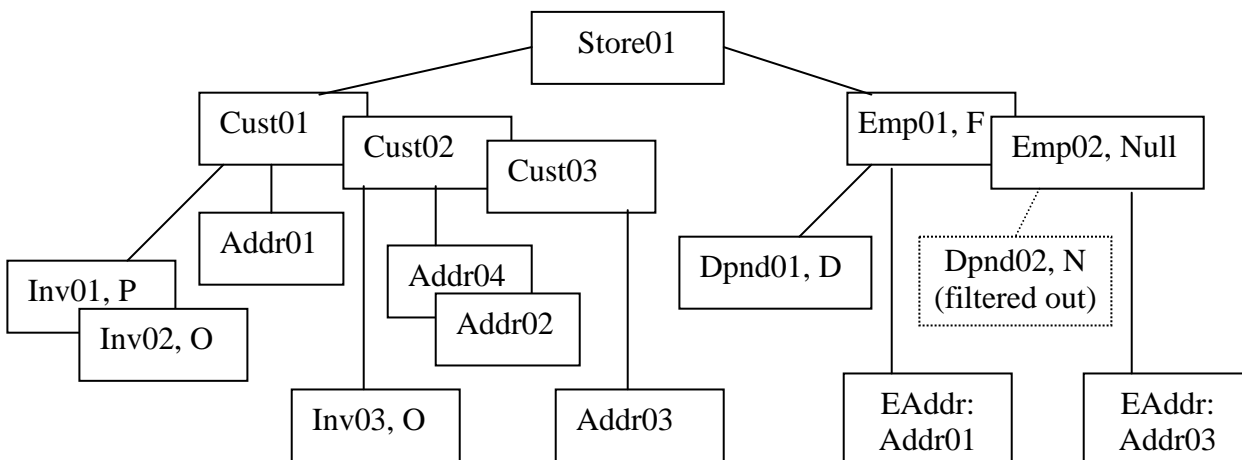 Store01
Cust01
Cust02
Cust03
Emp01, F
Emp02, Null
Addr01
Inv01, P
Inv02, O
Addr04
Addr02
Dpnd01, D
Dpnd02, N
(filtered out)
Inv03, O
Addr03
EAddr:
Addr01
EAddr:
Addr03